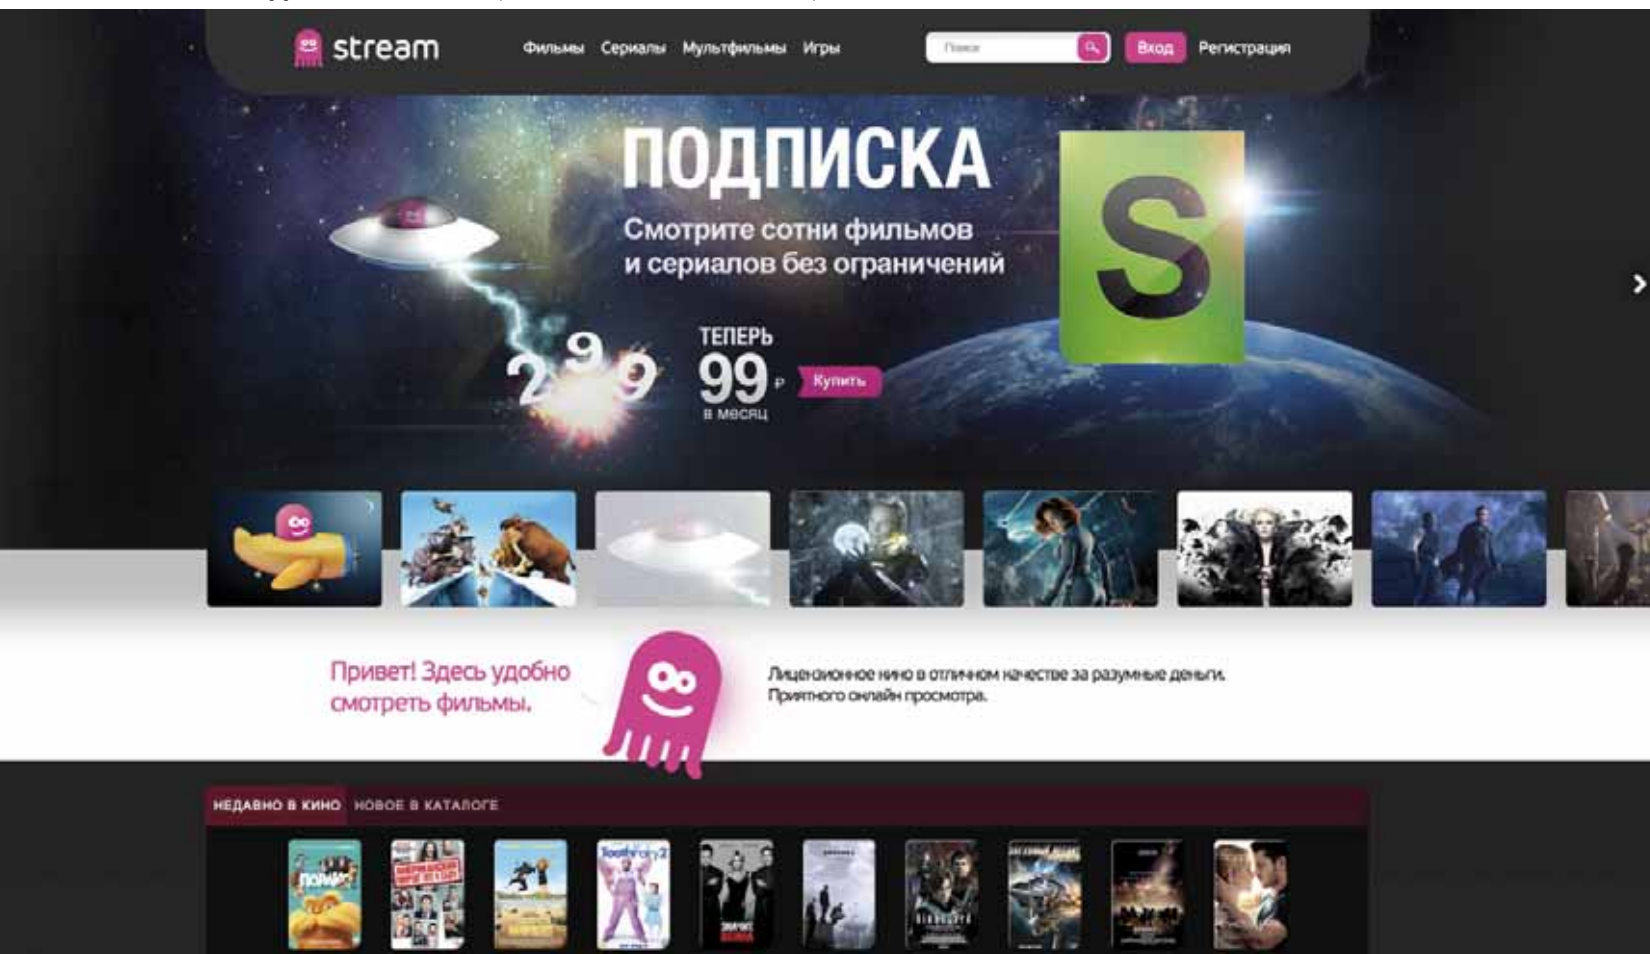 stream
Фильмы Сериалы Мультфильмы Игры
Поиск
Вход
Регистрация
ПОДПИСКА
Смотрите сотни фильмов
и сериалов без ограничений
S
299
ТЕПЕРЬ
99 ₽
в месяц
Купить
Привет! Здесь удобно
смотреть фильмы.
Лицензионное кино в отличном качестве за разумные деньги.
Приятного онлайн просмотра.
НЕДАВНО В КИНО НОВОЕ В КАТАЛОГЕ